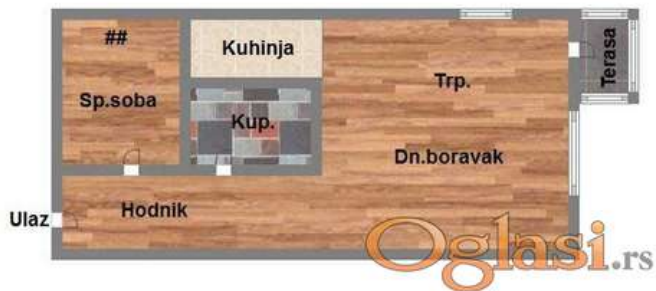 ##
Kuhinja
Sp.soba
Kup.
Trp.
Terasa
Dn.boravak
Ulaz
Hodnik
Oglasi.rs